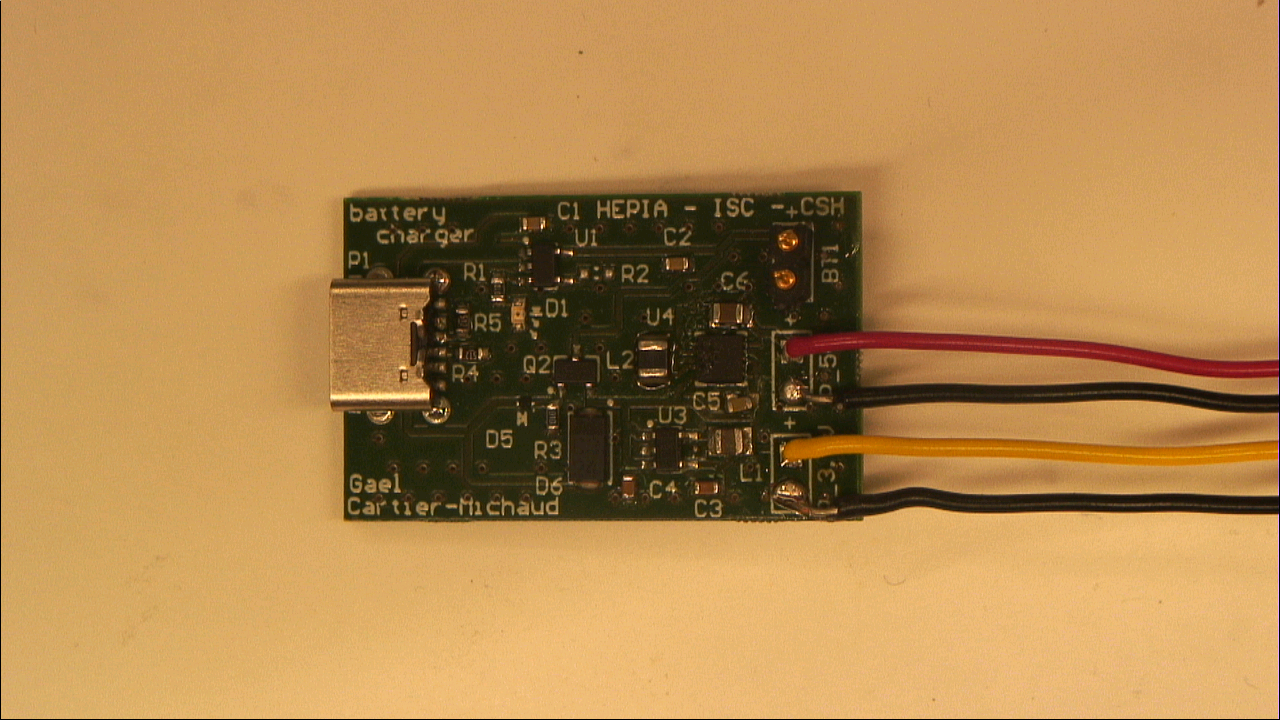 battery
charger
C1 HEPIA - ISC -+CSH
U1
C2
P1
R1
R2
BT1
C6
D1
+
R5
U4
Q2
L2
R4
C5
+
U3
D5
R3
L1
Gael
D6
C4
Cartier-Michaud
C3